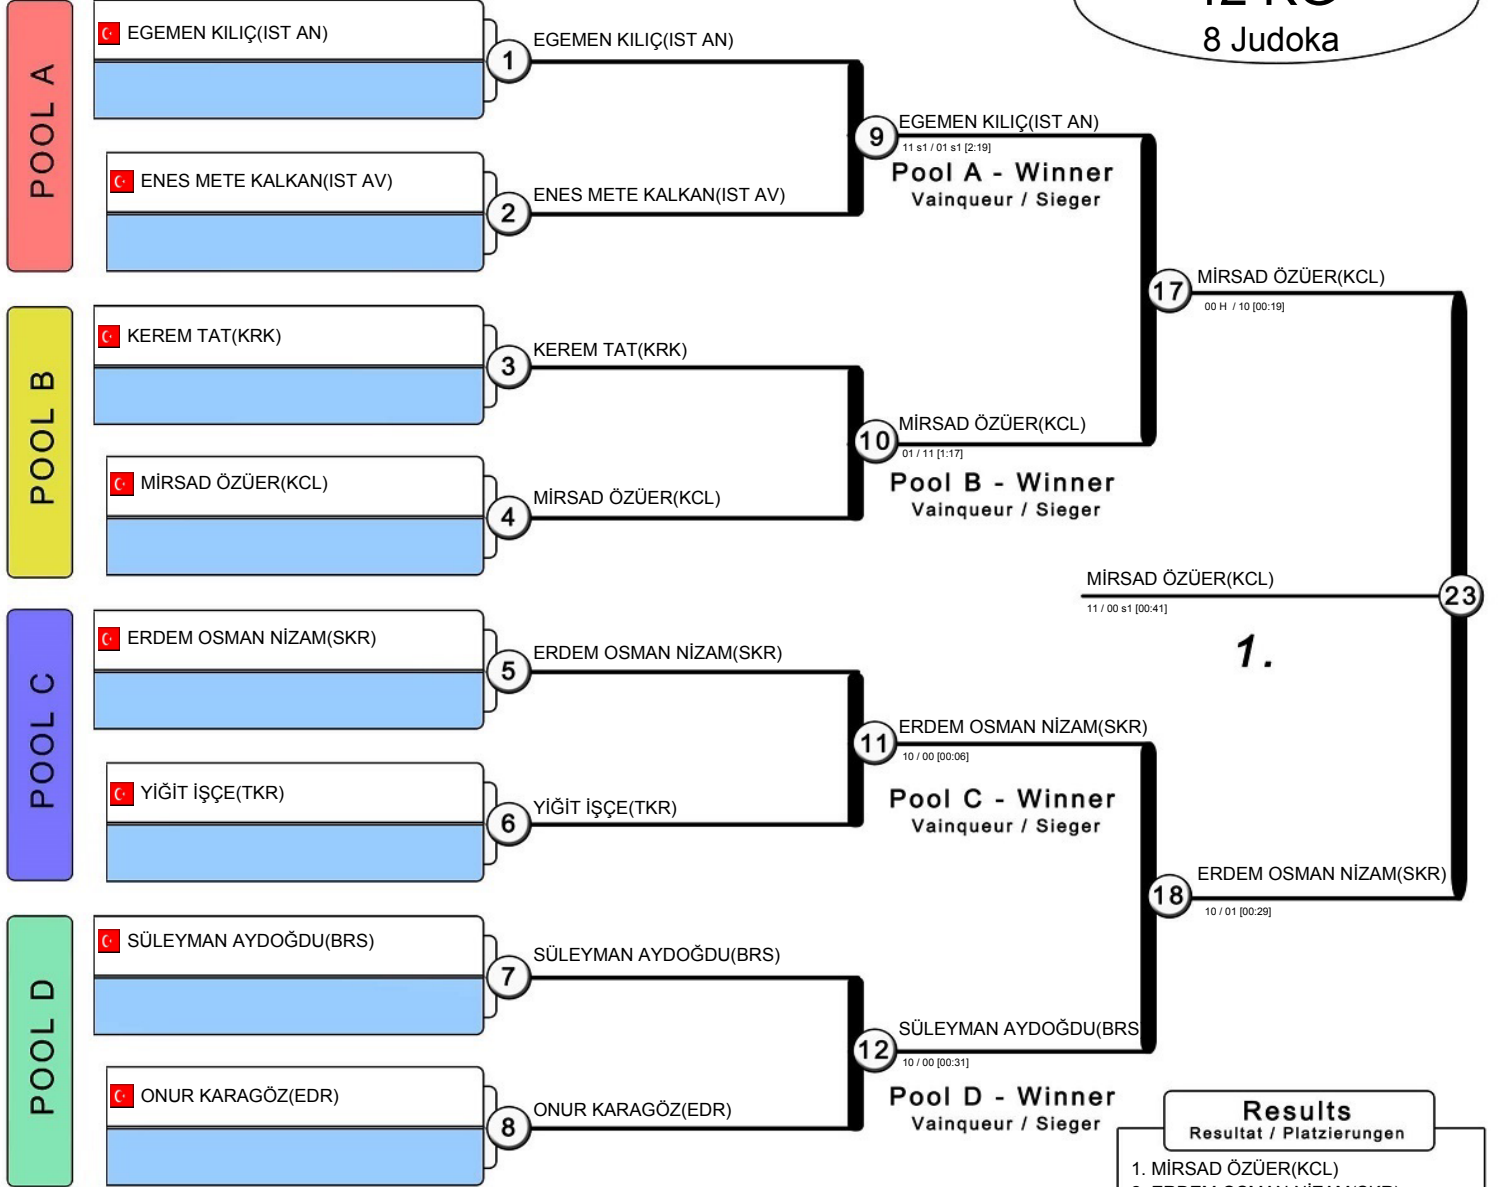 8 Judoka
POOL A
EGEMEN KILIÇ(IST AN)
1
EGEMEN KILIÇ(IST AN)
ENES METE KALKAN(IST AV)
2
ENES METE KALKAN(IST AV)
9
EGEMEN KILIÇ(IST AN)
11 s1 / 01 s1 [2:19]
Pool A - Winner
Vainqueur / Sieger
POOL B
KEREM TAT(KRK)
3
KEREM TAT(KRK)
MİRSAD ÖZÜER(KCL)
4
MİRSAD ÖZÜER(KCL)
10
MİRSAD ÖZÜER(KCL)
01 / 11 [1:17]
Pool B - Winner
Vainqueur / Sieger
17
MİRSAD ÖZÜER(KCL)
00 H / 10 [00:19]
MİRSAD ÖZÜER(KCL)
11 / 00 s1 [00:41]
23
1.
POOL C
ERDEM OSMAN NİZAM(SKR)
5
ERDEM OSMAN NİZAM(SKR)
YİĞİT İŞÇE(TKR)
6
YİĞİT İŞÇE(TKR)
11
ERDEM OSMAN NİZAM(SKR)
10 / 00 [00:06]
Pool C - Winner
Vainqueur / Sieger
18
ERDEM OSMAN NİZAM(SKR)
10 / 01 [00:29]
POOL D
SÜLEYMAN AYDOĞDU(BRS)
7
SÜLEYMAN AYDOĞDU(BRS)
ONUR KARAGÖZ(EDR)
8
ONUR KARAGÖZ(EDR)
12
SÜLEYMAN AYDOĞDU(BRS
10 / 00 [00:31]
Pool D - Winner
Vainqueur / Sieger
Results
Resultat / Platzierungen
1. MİRSAD ÖZÜER(KCL)